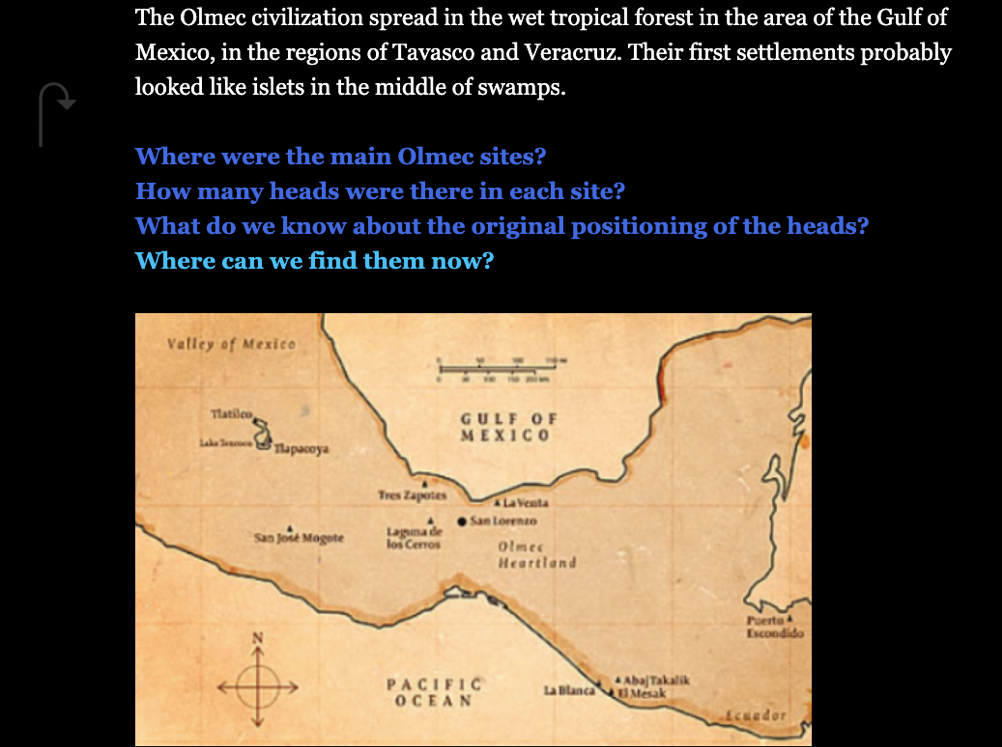 The Olmec civilization spread in the wet tropical forest in the area of the Gulf of
Mexico, in the regions of Tavasco and Veracruz. Their first settlements probably
looked like islets in the middle of swamps.
Where were the main Olmec sites?
How many heads were there in each site?
What do we know about the original positioning of the heads?
Where can we find them now?
Valley of Mexico
GULF OF
MEXICO
Tlatilco
Lake
Tlapacoya
Tres Zapotes
La Venta
San Lorenzo
Laguna de
los Cerros
San José Mogote
Olmec
Heartland
N
PACIFIC
OCEAN
Puerto
Escondido
Abaj Takalik
La Blanca
El Mesak
Ecuador